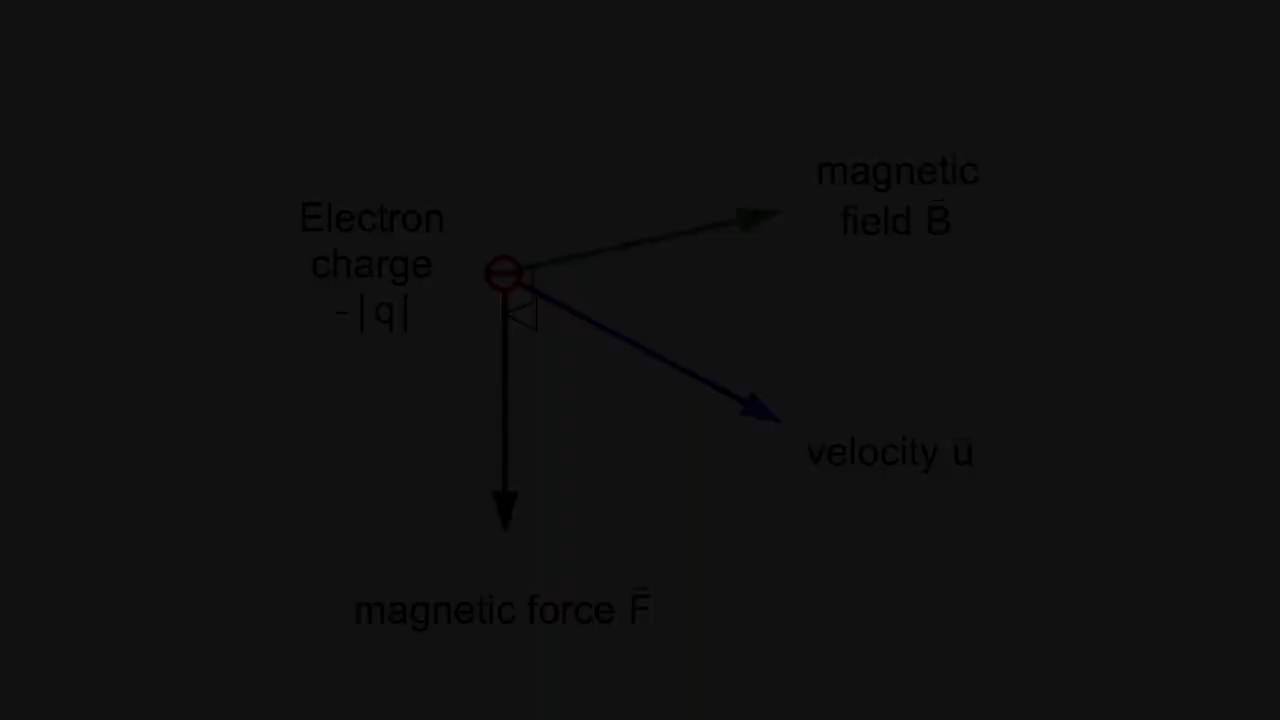 magnetic
field B⃗
Electron
charge
-|q|
velocity u⃗
magnetic force F⃗